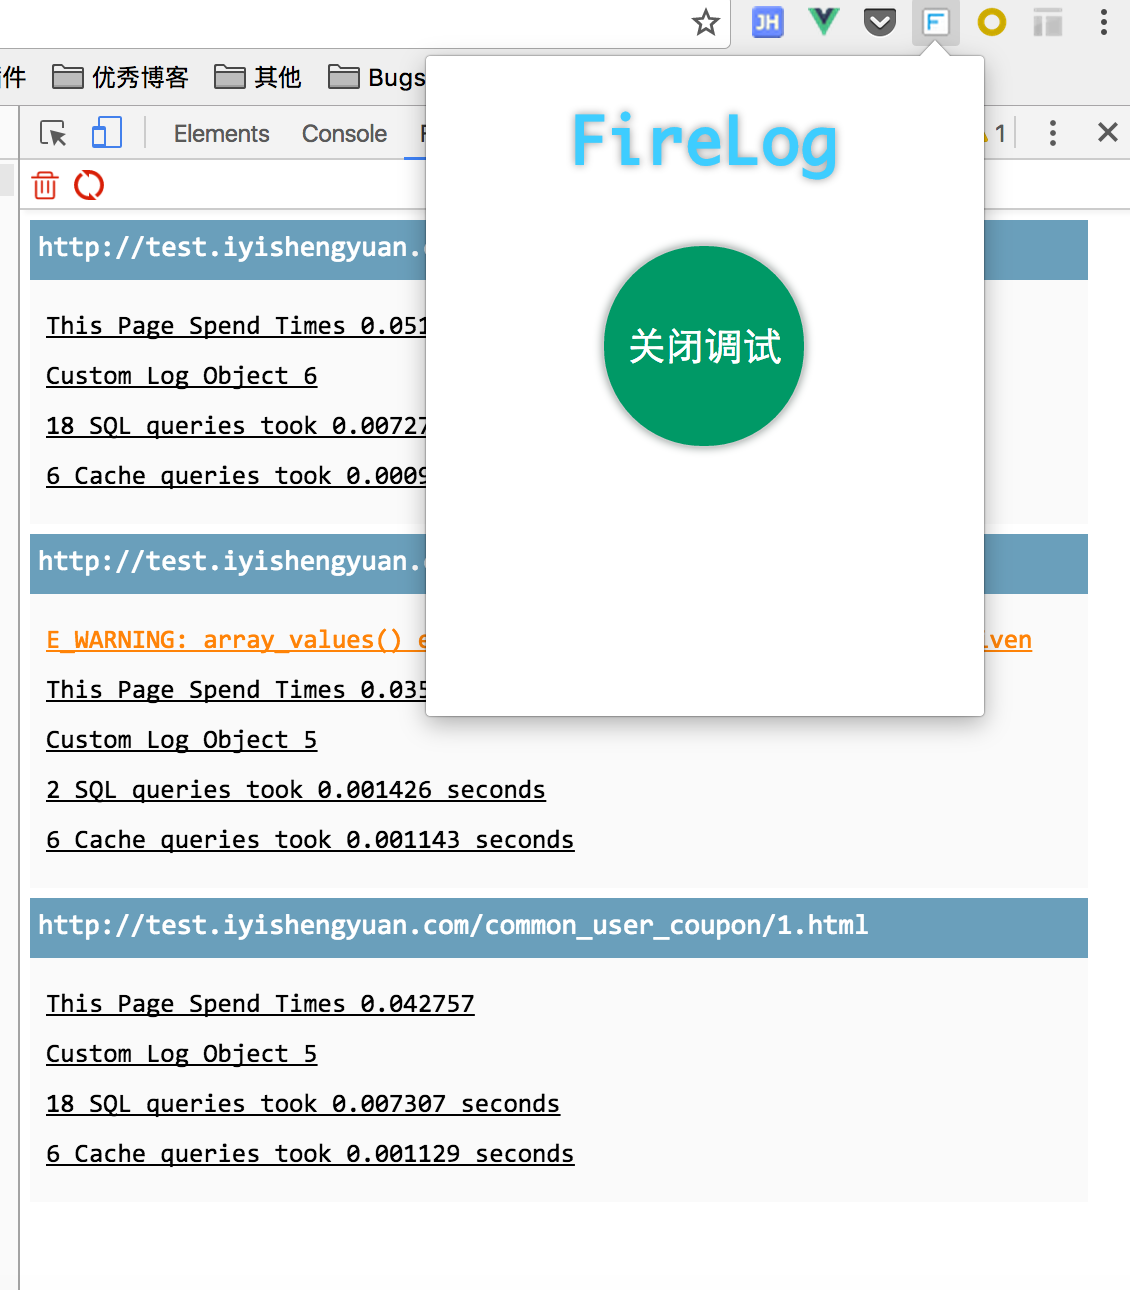 JH F
件 优秀博客 其他 Bugs
Elements Console 1
FireLog
关闭调试
http://test.iyishengyuan.
This Page Spend Times 0.051
Custom Log Object 6
18 SQL queries took 0.00727
6 Cache queries took 0.0009
http://test.iyishengyuan.
E_WARNING: array_values() iven
This Page Spend Times 0.035
Custom Log Object 5
2 SQL queries took 0.001426 seconds
6 Cache queries took 0.001143 seconds
http://test.iyishengyuan.com/common_user_coupon/1.html
This Page Spend Times 0.042757
Custom Log Object 5
18 SQL queries took 0.007307 seconds
6 Cache queries took 0.001129 seconds